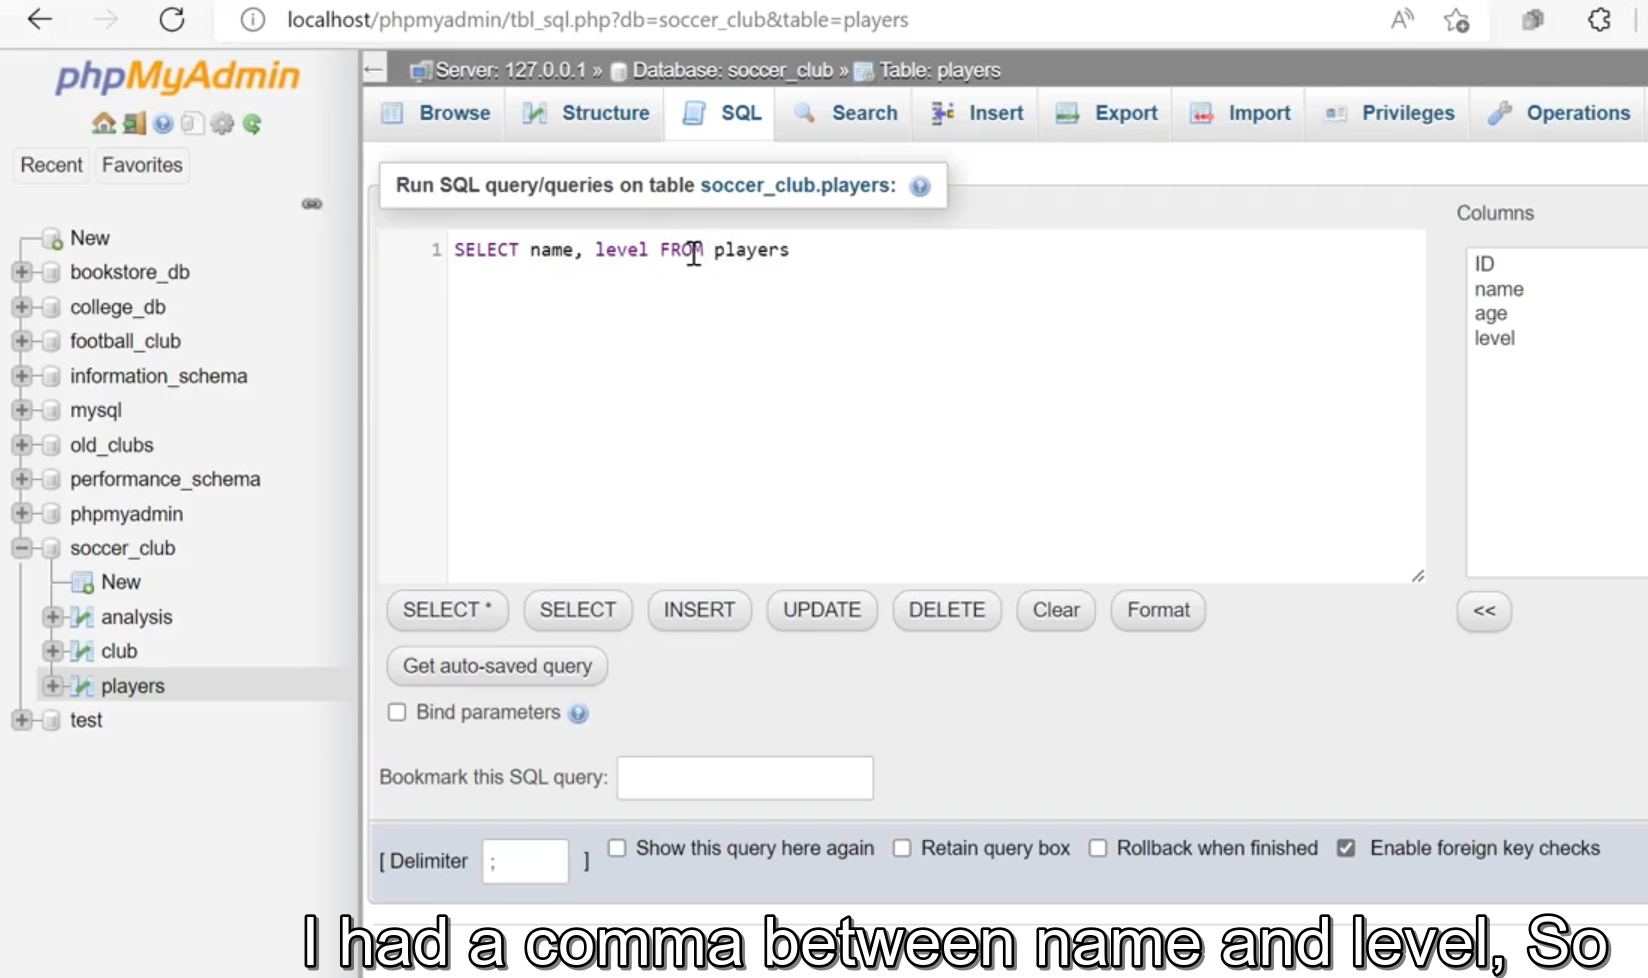 localhost/phpmyadmin/tbl_sql.php?db=soccer_club&table=players
phpMyAdmin
Recent Favorites
New
bookstore_db
college_db
football_club
information_schema
mysql
old_clubs
performance_schema
phpmyadmin
soccer_club
New
analysis
club
players
test
Server: 127.0.0.1 » Database: soccer_club » Table: players
Browse Structure SQL Search Insert Export Import Privileges Operations
Run SQL query/queries on table soccer_club.players:
1 SELECT name, level FROM players
Columns
ID
name
age
level
SELECT * SELECT INSERT UPDATE DELETE Clear Format <<
Get auto-saved query
Bind parameters
Bookmark this SQL query:
[ Delimiter ; ] Show this query here again Retain query box Rollback when finished Enable foreign key checks
I had a comma between name and level, So